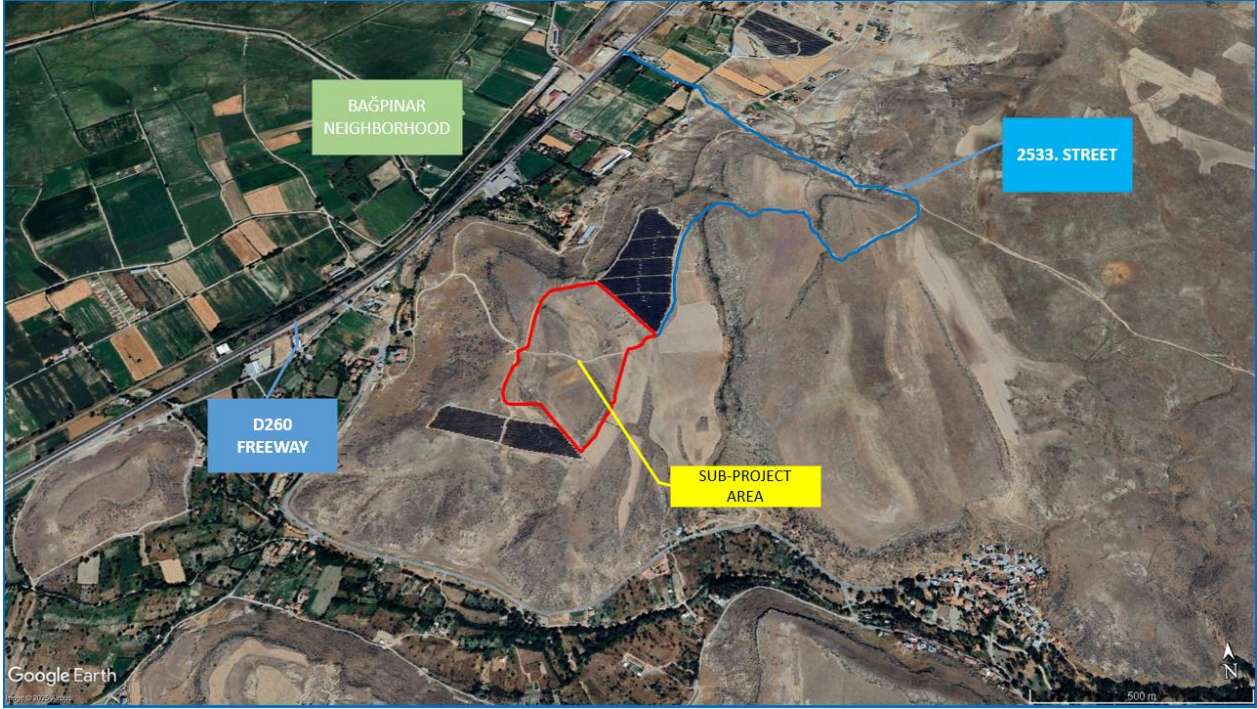 BAĞPINAR
NEIGHBORHOOD
2533. STREET
D260
FREEWAY
SUB-PROJECT
AREA
Google Earth
N
500 m